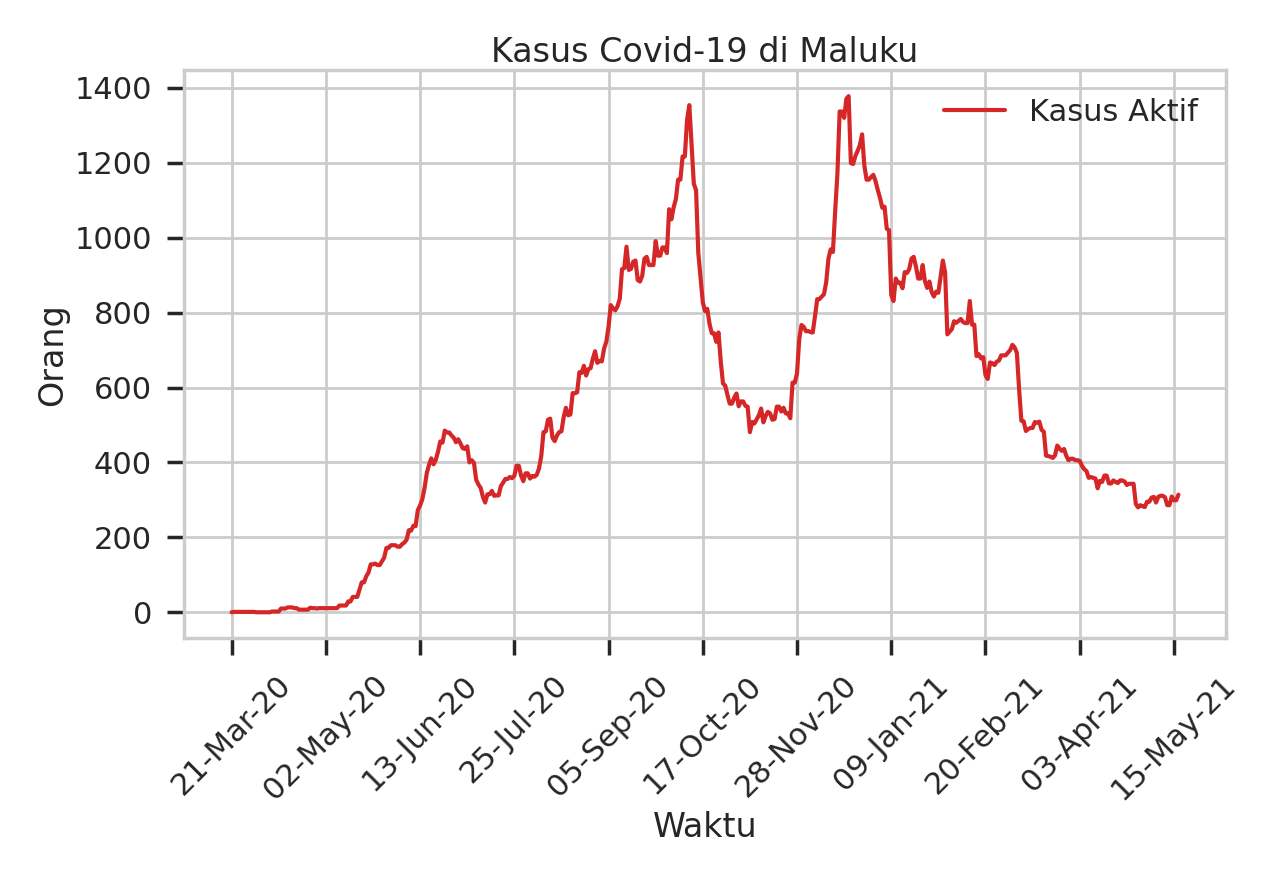 Kasus Covid-19 di Maluku
Kasus Aktif
Orang
1400
1200
1000
800
600
400
200
0
21-Mar-20
02-May-20
13-Jun-20
25-Jul-20
05-Sep-20
17-Oct-20
28-Nov-20
09-Jan-21
20-Feb-21
03-Apr-21
15-May-21
Waktu